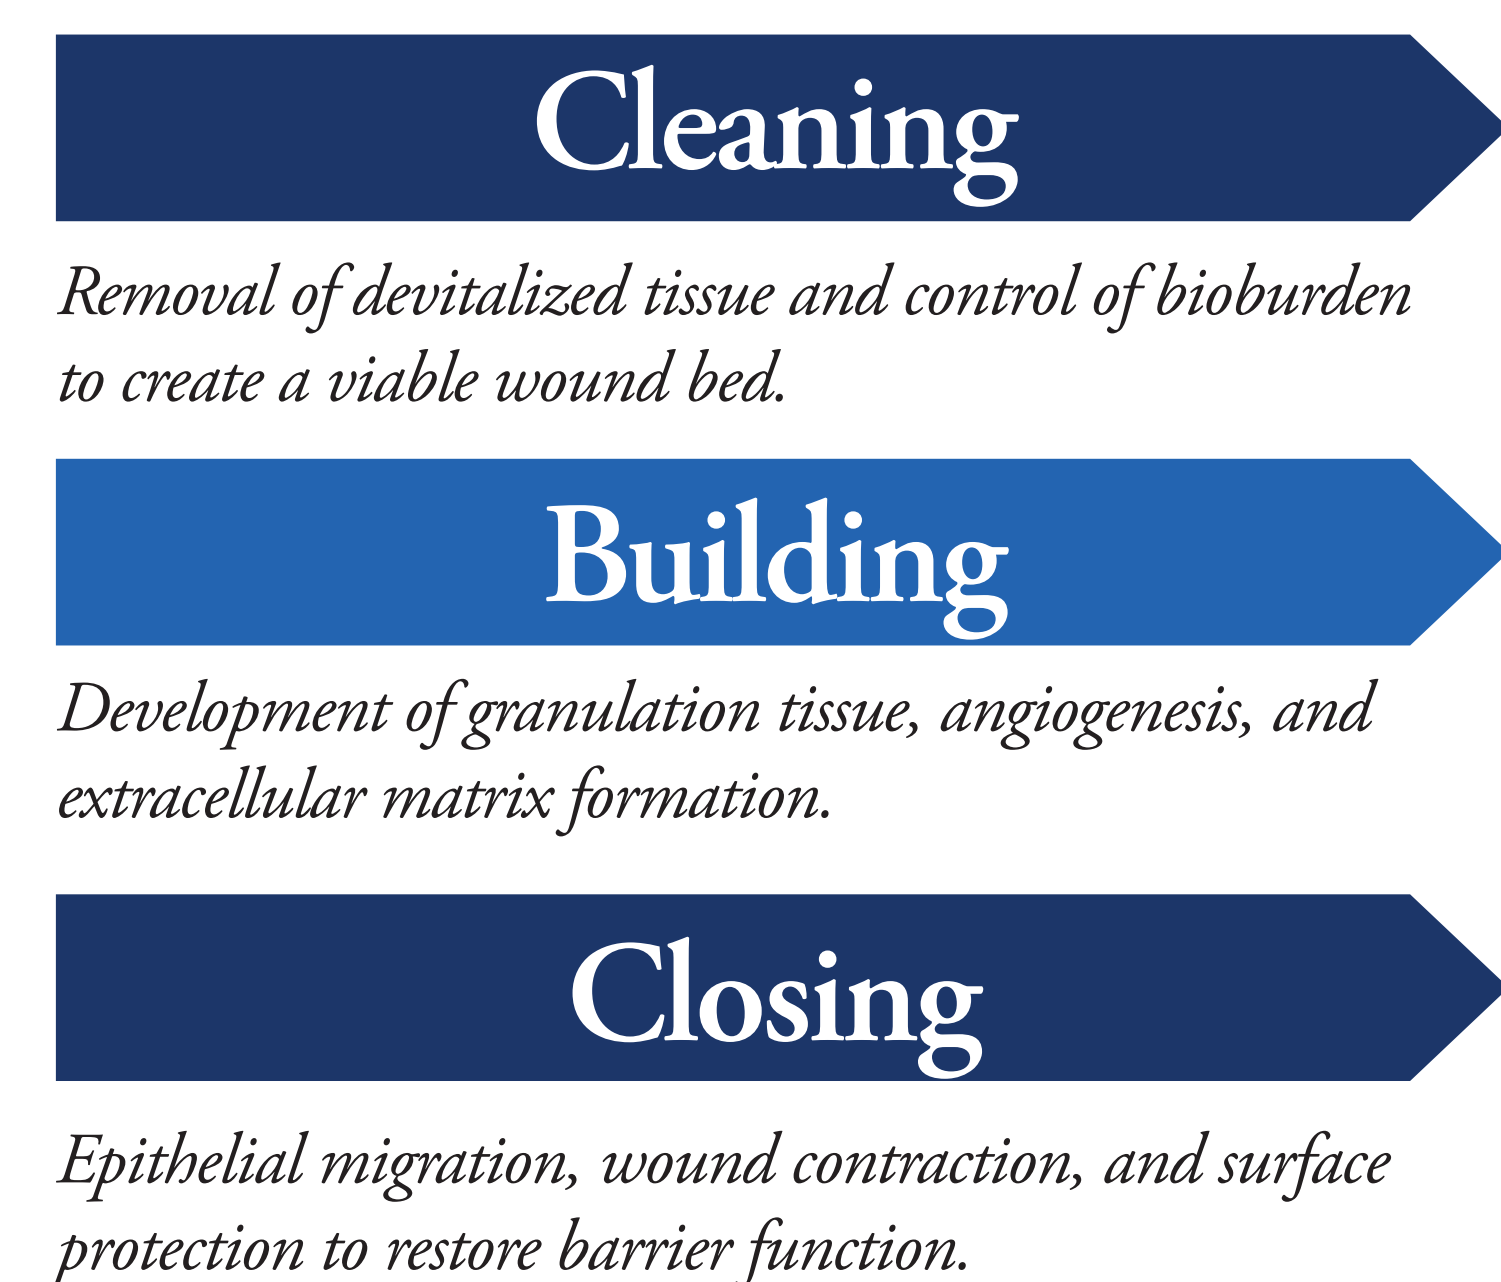 Cleaning
Removal of devitalized tissue and control of bioburden
to create a viable wound bed.
Building
Development of granulation tissue, angiogenesis, and
extracellular matrix formation.
Closing
Epithelial migration, wound contraction, and surface
protection to restore barrier function.